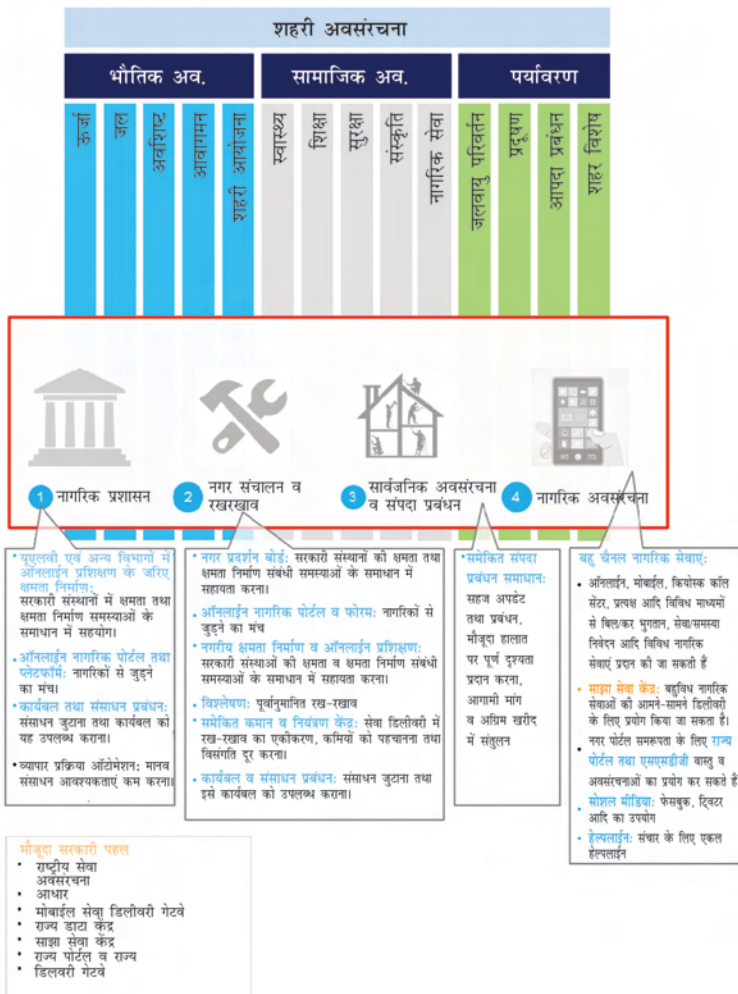 शहरी अवसंरचना
भौतिक अव.
सामाजिक अव.
पर्यावरण
ऊर्जा
जल
अवशिष्ट
आवागमन
शहरी आयोजना
स्वास्थ्य
शिक्षा
सुरक्षा
संस्कृति
नागरिक सेवा
जलवायु परिवर्तन
प्रदूषण
आपदा प्रबंधन
शहर विशेष
1 नागरिक प्रशासन
2 नगर संचालन व
रखरखाव
3 सार्वजनिक अवसंरचना
व संपदा प्रबंधन
4 नागरिक अवसंरचना
• यूएलवी एवं अन्य विभागों में
ऑनलाईन प्रशिक्षण के जरिए
क्षमता निर्माण:
सरकारी संस्थानों में क्षमता तथा
क्षमता निर्माण समस्याओं के
समाधान में सहयोग।
• ऑनलाईन नागरिक पोर्टल तथा
प्लेटफॉर्म: नागरिकों से जुड़ने
का मंच।
• कार्यबल तथा संसाधन प्रबंधन:
संसाधन जुटाना तथा कार्यबल को
यह उपलब्ध कराना।
• व्यापार प्रक्रिया ऑटोमेशन: मानव
संसाधन आवश्यकताएं कम करना।
• नगर प्रदर्शन बोर्ड: सरकारी संस्थानों की क्षमता तथा
क्षमता निर्माण संबंधी समस्याओं के समाधान में
सहायता करना।
• ऑनलाईन नागरिक पोर्टल व फोरम: नागरिकों से
जुड़ने का मंच
• नगरीय क्षमता निर्माण व ऑनलाईन प्रशिक्षण:
सरकारी संस्थाओं की क्षमता व क्षमता निर्माण संबंधी
समस्याओं के समाधान में सहायता करना।
• विश्लेषण: पूर्वानुमानित रख-रखाव
• समेकित कमान व नियंत्रण केंद्र: सेवा डिलीवरी में
रख-रखाव का एकीकरण, कमियों को पहचानना तथा
विसंगति दूर करना।
• कार्यबल व संसाधन प्रबंधन: संसाधन जुटाना तथा
इसे कार्यबल को उपलब्ध कराना।
• समेकित संपदा
प्रबंधन समाधान:
सहज अपडेट
तथा प्रबंधन,
मौजूदा हालात
पर पूर्ण दृश्यता
प्रदान करना,
आगामी मांग
व अग्रिम खरीद
में संतुलन
बहु चैनल नागरिक सेवाएं:
• ऑनलाईन, मोबाईल, कियोस्क कॉल
सेंटर, प्रत्यक्ष आदि विविध माध्यमों
से बिल/कर भुगतान, सेवा/समस्या
निवेदन आदि विविध नागरिक
सेवाएं प्रदान की जा सकती हैं
• साझा सेवा केंद्र: बहुविध नागरिक
सेवाओं की आमने-सामने डिलीवरी
के लिए प्रयोग किया जा सकता है।
• नगर पोर्टल समरूपता के लिए राज्य
पोर्टल तथा एमएसडीजी वास्तु व
अवसंरचनाओं का प्रयोग कर सकते हैं
• सोशल मीडिया: फेसबुक, ट्विटर
आदि का उपयोग
• हेल्पलाईन: संचार के लिए एकल
हेल्पलाईन
मौजूदा सरकारी पहल
• राष्ट्रीय सेवा
अवसंरचना
• आधार
• मोबाईल सेवा डिलीवरी गेटवे
• राज्य डाटा केंद्र
• साझा सेवा केंद्र
• राज्य पोर्टल व राज्य
• डिलवरी गेटवे